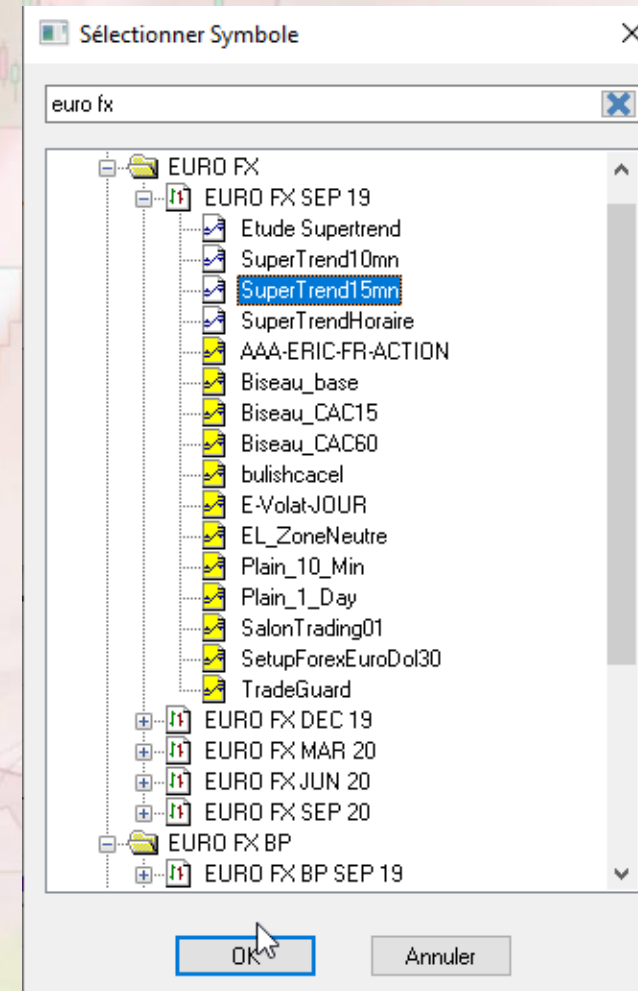 Sélectionner Symbole
euro fx
EURO FX
EURO FX SEP 19
Etude Supertrend
SuperTrend10mn
SuperTrend15mn
SuperTrendHoraire
AAA-ERIC-FR-ACTION
Biseau_base
Biseau_CAC15
Biseau_CAC60
bulishcacel
E-Volat-JOUR
EL_ZoneNeutre
Plain_10_Min
Plain_1_Day
SalonTrading01
SetupForexEuroDol30
TradeGuard
EURO FX DEC 19
EURO FX MAR 20
EURO FX JUN 20
EURO FX SEP 20
EURO FX BP
EURO FX BP SEP 19
OK Annuler